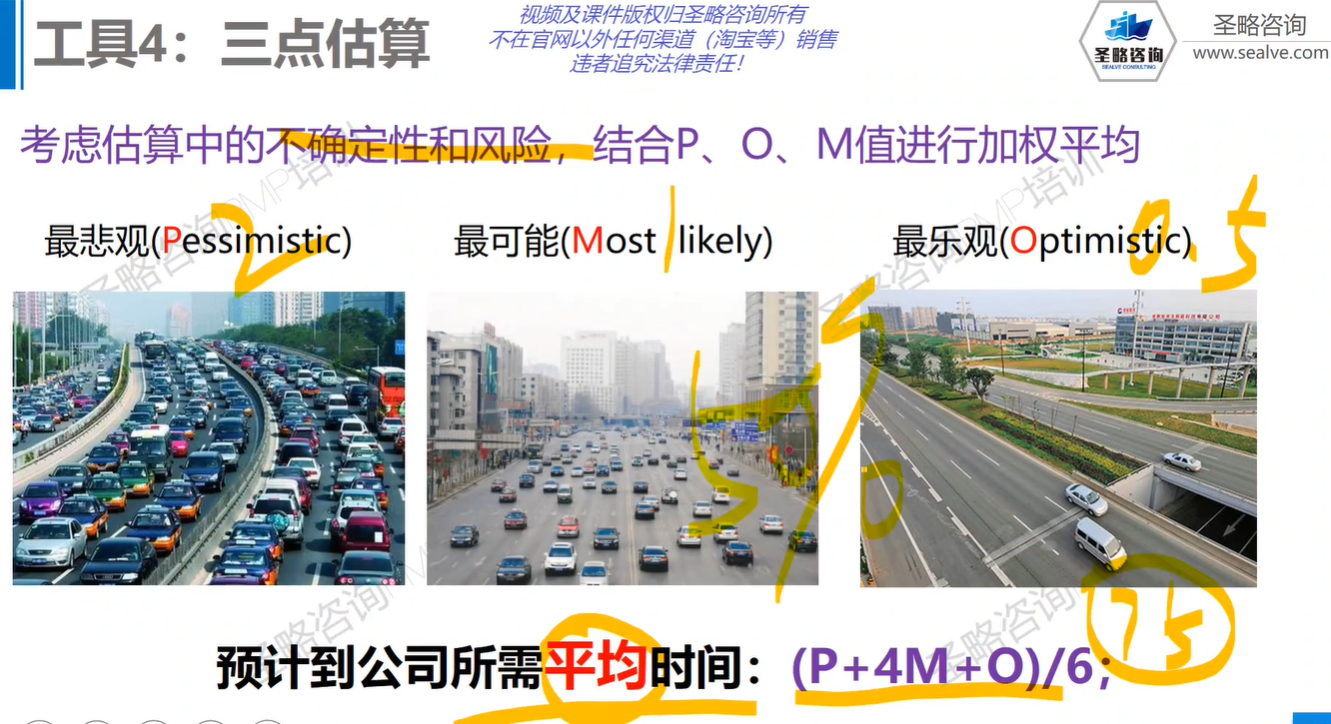 工具4：三点估算
视频及课件版权归圣略咨询所有
不在官网以外任何渠道（淘宝等）销售
违者追究法律责任！
圣略咨询
SEALVE CONSULTING
圣略咨询
www.sealve.com
考虑估算中的不确定性和风险，结合P、O、M值进行加权平均
最悲观(Pessimistic)
2
最可能(Most likely)
1
最乐观(Optimistic)
0.5
圣略咨询PMP培训
75
预计到公司所需平均时间：(P+4M+O)/6；